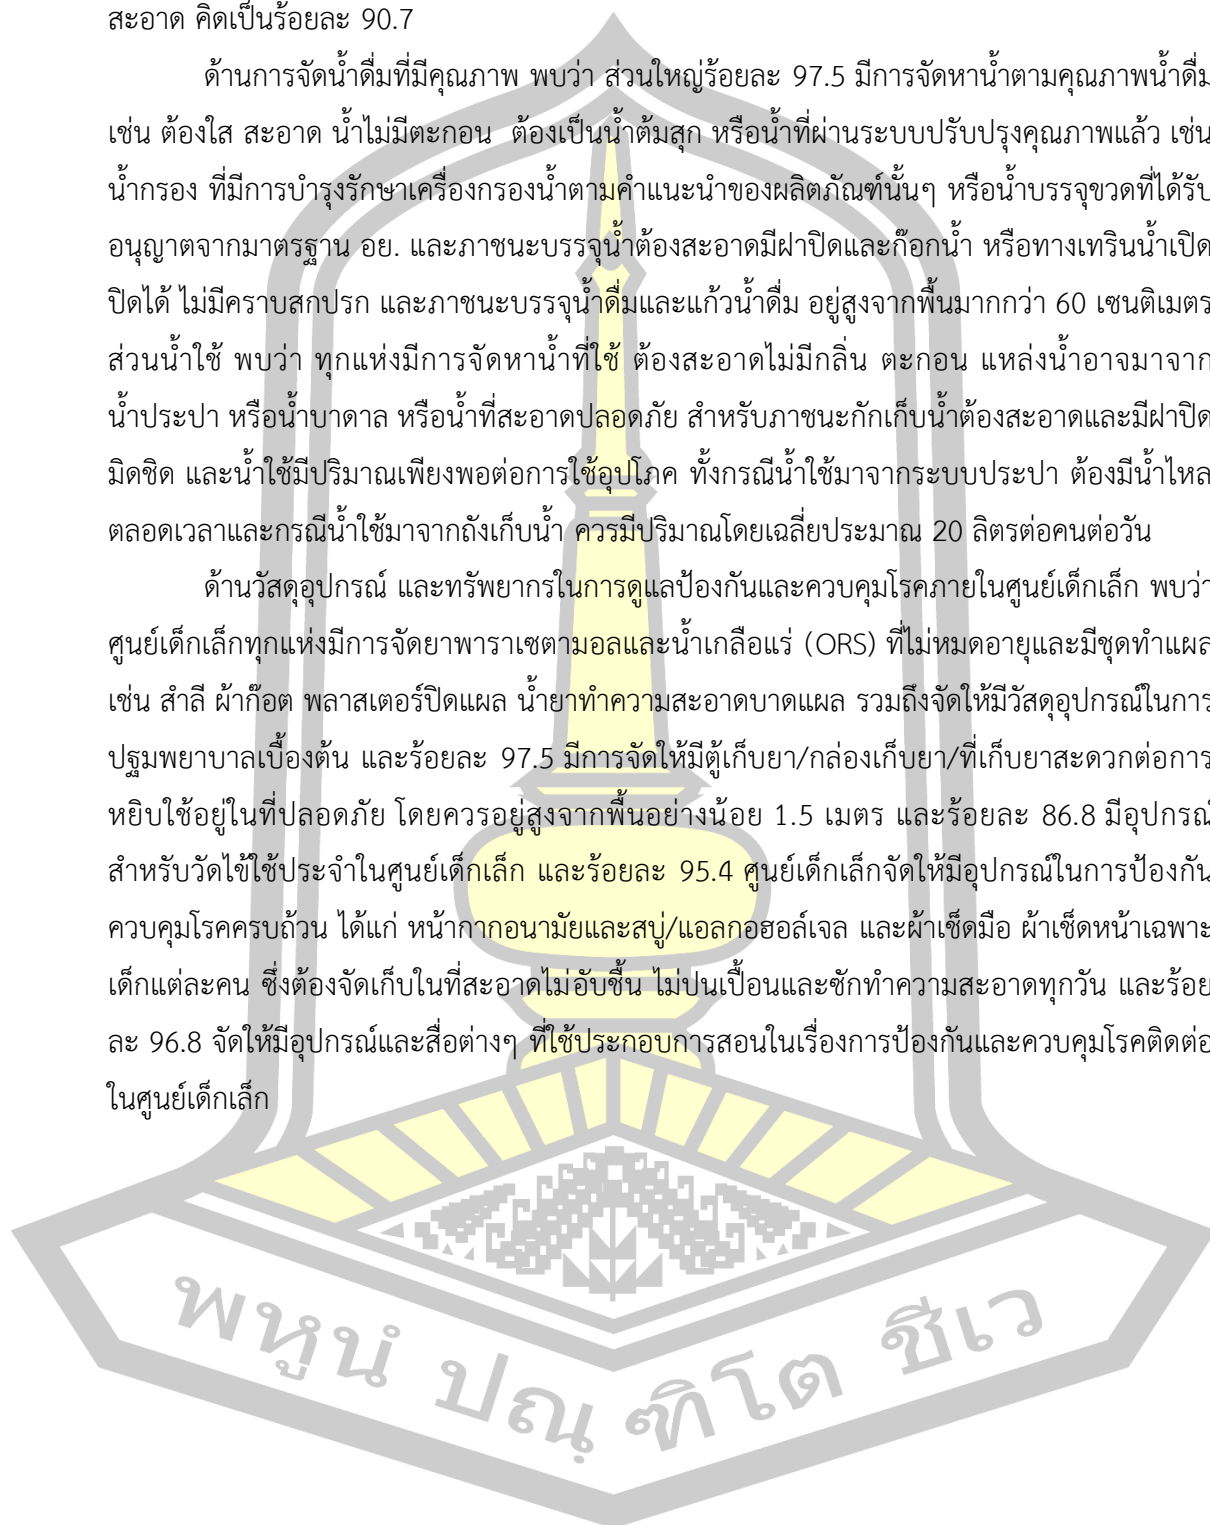 สะอาด คิดเป็นร้อยละ 90.7
ด้านการจัดน้ำดื่มที่มีคุณภาพ พบว่า ส่วนใหญ่ร้อยละ 97.5 มีการจัดหาน้ำตามคุณภาพน้ำดื่ม
เช่น ต้องใส สะอาด น้ำไม่มีตะกอน ต้องเป็นน้ำต้มสุก หรือน้ำที่ผ่านระบบปรับปรุงคุณภาพแล้ว เช่น
น้ำกรอง ที่มีการบำรุงรักษาเครื่องกรองน้ำตามคำแนะนำของผลิตภัณฑ์นั้นๆ หรือน้ำบรรจุขวดที่ได้รับ
อนุญาตจากมาตรฐาน อย. และภาชนะบรรจุน้ำต้องสะอาดมีฝาปิดและก๊อกน้ำ หรือทางเทรินน้ำเปิด
ปิดได้ ไม่มีคราบสกปรก และภาชนะบรรจุน้ำดื่มและแก้วน้ำดื่ม อยู่สูงจากพื้นมากกว่า 60 เซนติเมตร
ส่วนน้ำใช้ พบว่า ทุกแห่งมีการจัดหาน้ำที่ใช้ ต้องสะอาดไม่มีกลิ่น ตะกอน แหล่งน้ำอาจมาจาก
น้ำประปา หรือน้ำบาดาล หรือน้ำที่สะอาดปลอดภัย สำหรับภาชนะกักเก็บน้ำต้องสะอาดและมีฝาปิด
มิดชิด และน้ำใช้มีปริมาณเพียงพอต่อการใช้อุปโภค ทั้งกรณีน้ำใช้มาจากระบบประปา ต้องมีน้ำไหล
ตลอดเวลาและกรณีน้ำใช้มาจากถังเก็บน้ำ ควรมีปริมาณโดยเฉลี่ยประมาณ 20 ลิตรต่อคนต่อวัน
ด้านวัสดุอุปกรณ์ และทรัพยากรในการดูแลป้องกันและควบคุมโรคภายในศูนย์เด็กเล็ก พบว่า
ศูนย์เด็กเล็กทุกแห่งมีการจัดยาพาราเซตามอลและน้ำเกลือแร่ (ORS) ที่ไม่หมดอายุและมีชุดทำแผล
เช่น สำลี ผ้าก๊อต พลาสเตอร์ปิดแผล น้ำยาทำความสะอาดบาดแผล รวมถึงจัดให้มีวัสดุอุปกรณ์ในการ
ปฐมพยาบาลเบื้องต้น และร้อยละ 97.5 มีการจัดให้มีตู้เก็บยา/กล่องเก็บยา/ที่เก็บยาสะดวกต่อการ
หยิบใช้อยู่ในที่ปลอดภัย โดยควรอยู่สูงจากพื้นอย่างน้อย 1.5 เมตร และร้อยละ 86.8 มีอุปกรณ์
สำหรับวัดไข้ใช้ประจำในศูนย์เด็กเล็ก และร้อยละ 95.4 ศูนย์เด็กเล็กจัดให้มีอุปกรณ์ในการป้องกัน
ควบคุมโรคครบถ้วน ได้แก่ หน้ากากอนามัยและสบู่/แอลกอฮอล์เจล และผ้าเช็ดมือ ผ้าเช็ดหน้าเฉพาะ
เด็กแต่ละคน ซึ่งต้องจัดเก็บในที่สะอาดไม่อับชื้น ไม่ปนเปื้อนและซักทำความสะอาดทุกวัน และร้อย
ละ 96.8 จัดให้มีอุปกรณ์และสื่อต่างๆ ที่ใช้ประกอบการสอนในเรื่องการป้องกันและควบคุมโรคติดต่อ
ในศูนย์เด็กเล็ก
พหูนํ ปณฺฑิโต ชีเว